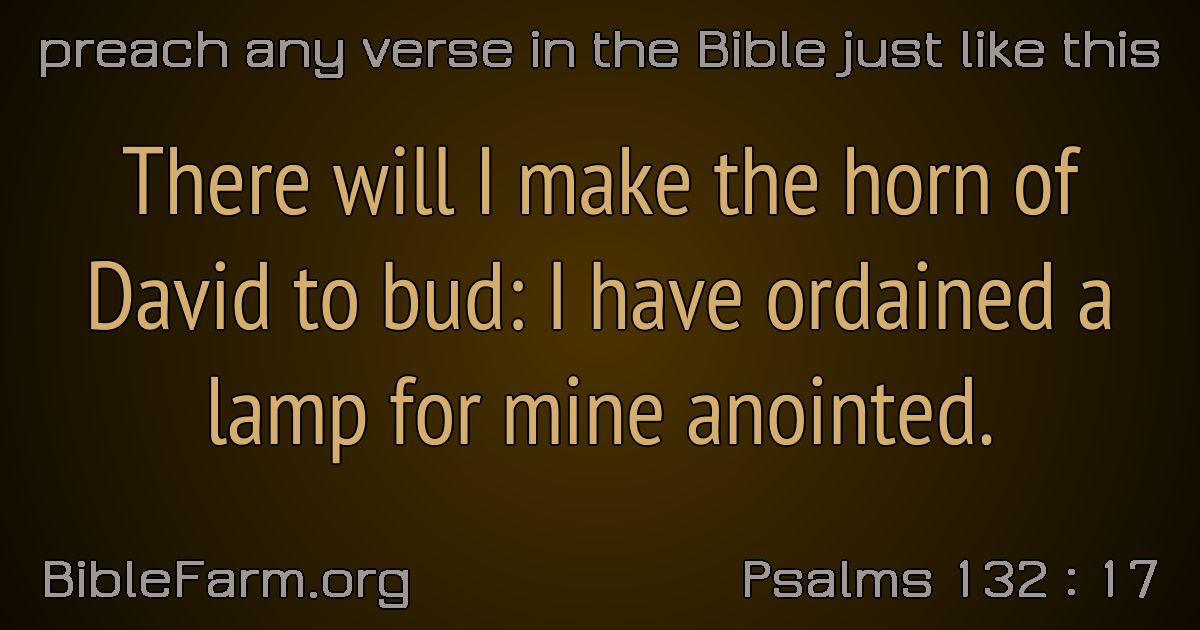 preach any verse in the Bible just like this
There will I make the horn of
David to bud: I have ordained a
lamp for mine anointed.
BibleFarm.org
Psalms 132 : 17